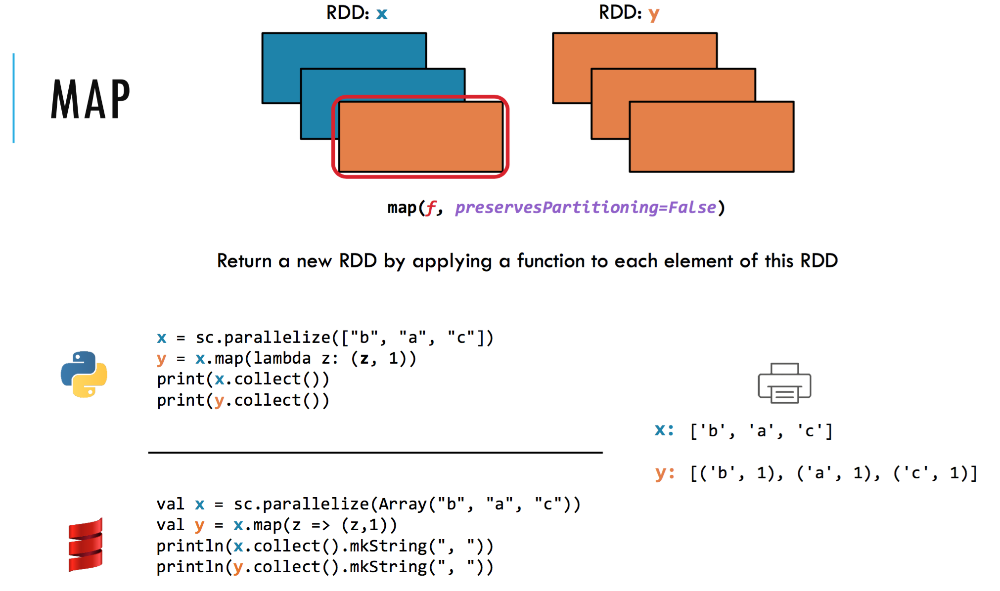 RDD: x
RDD: y
MAP
map(f, preservesPartitioning=False)
Return a new RDD by applying a function to each element of this RDD
x = sc.parallelize(["b", "a", "c"])
y = x.map(lambda z: (z, 1))
print(x.collect())
print(y.collect())
x: ['b', 'a', 'c']
y: [('b', 1), ('a', 1), ('c', 1)]
val x = sc.parallelize(Array("b", "a", "c"))
val y = x.map(z => (z,1))
println(x.collect().mkString(", "))
println(y.collect().mkString(", "))